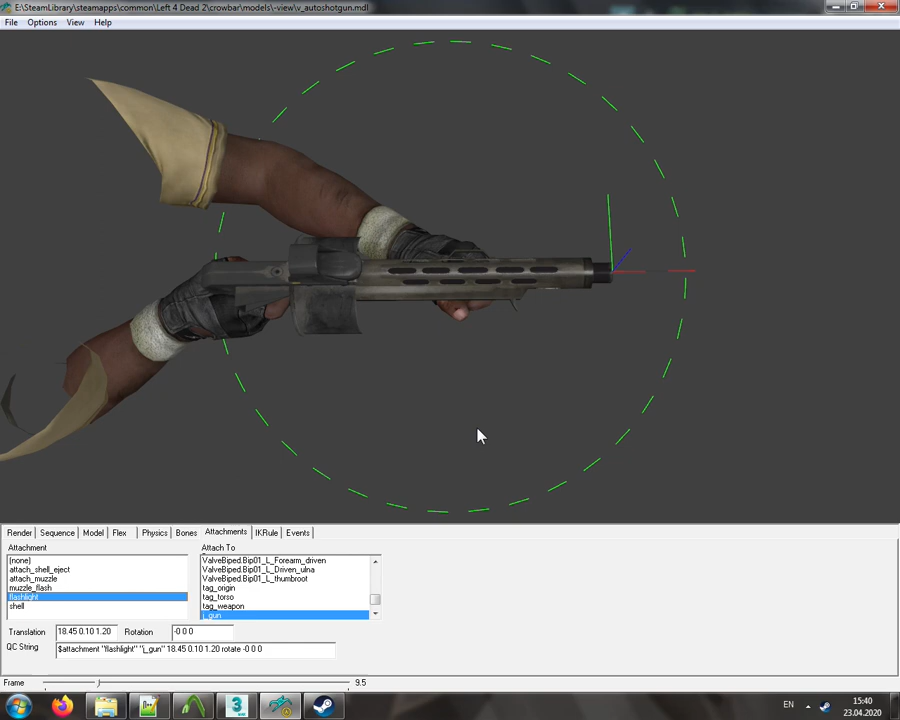 E:\SteamLibrary\steamapps\common\Left 4 Dead 2\crowbar\models\-view\v_autoshotgun.mdl
File Options View Help
Render Sequence Model Flex Physics Bones Attachments IKRule Events
Attachment Attach To
(none) ValveBiped.Bip01_L_Forearm_driven
attach_shell_eject ValveBiped.Bip01_L_Driven_ulna
attach_muzzle ValveBiped.Bip01_L_thumbroot
muzzle_flash tag_origin
flashlight tag_torso
shell tag_weapon
j_gun
Translation 18.45 0.10 1.20 Rotation -0 0 0
QC String $attachment "flashlight" "j_gun" 18.45 0.10 1.20 rotate -0 0 0
Frame 9.5
EN 15:40
23.04.2020